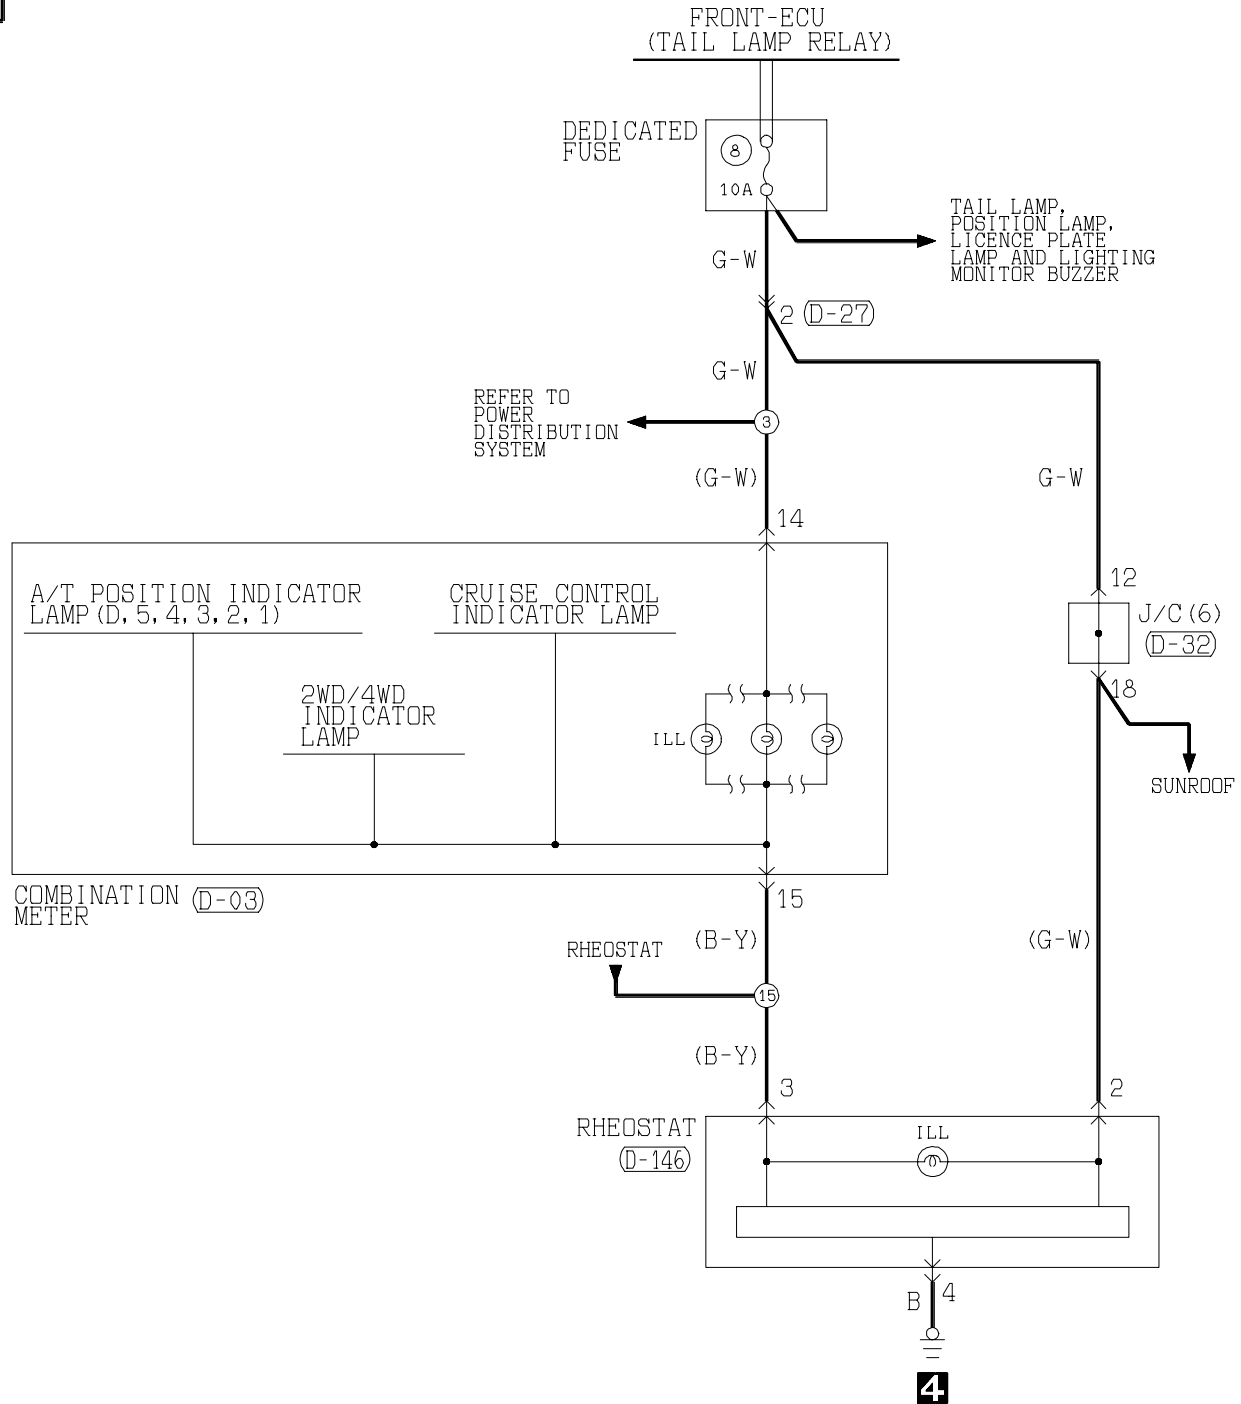 FRONT-ECU
(TAIL LAMP RELAY)
DEDICATED
FUSE
8
10A
TAIL LAMP,
POSITION LAMP,
LICENCE PLATE
LAMP AND LIGHTING
MONITOR BUZZER
G-W
2 (D-27)
G-W
REFER TO
POWER
DISTRIBUTION
SYSTEM
3
(G-W)
G-W
14
12
J/C(6)
(D-32)
18
SUNROOF
A/T POSITION INDICATOR
LAMP(D,5,4,3,2,1)
CRUISE CONTROL
INDICATOR LAMP
2WD/4WD
INDICATOR
LAMP
ILL
COMBINATION (D-03)
METER
15
(B-Y)
(G-W)
RHEOSTAT
15
(B-Y)
3
2
RHEOSTAT
(D-146)
ILL
B
4
4